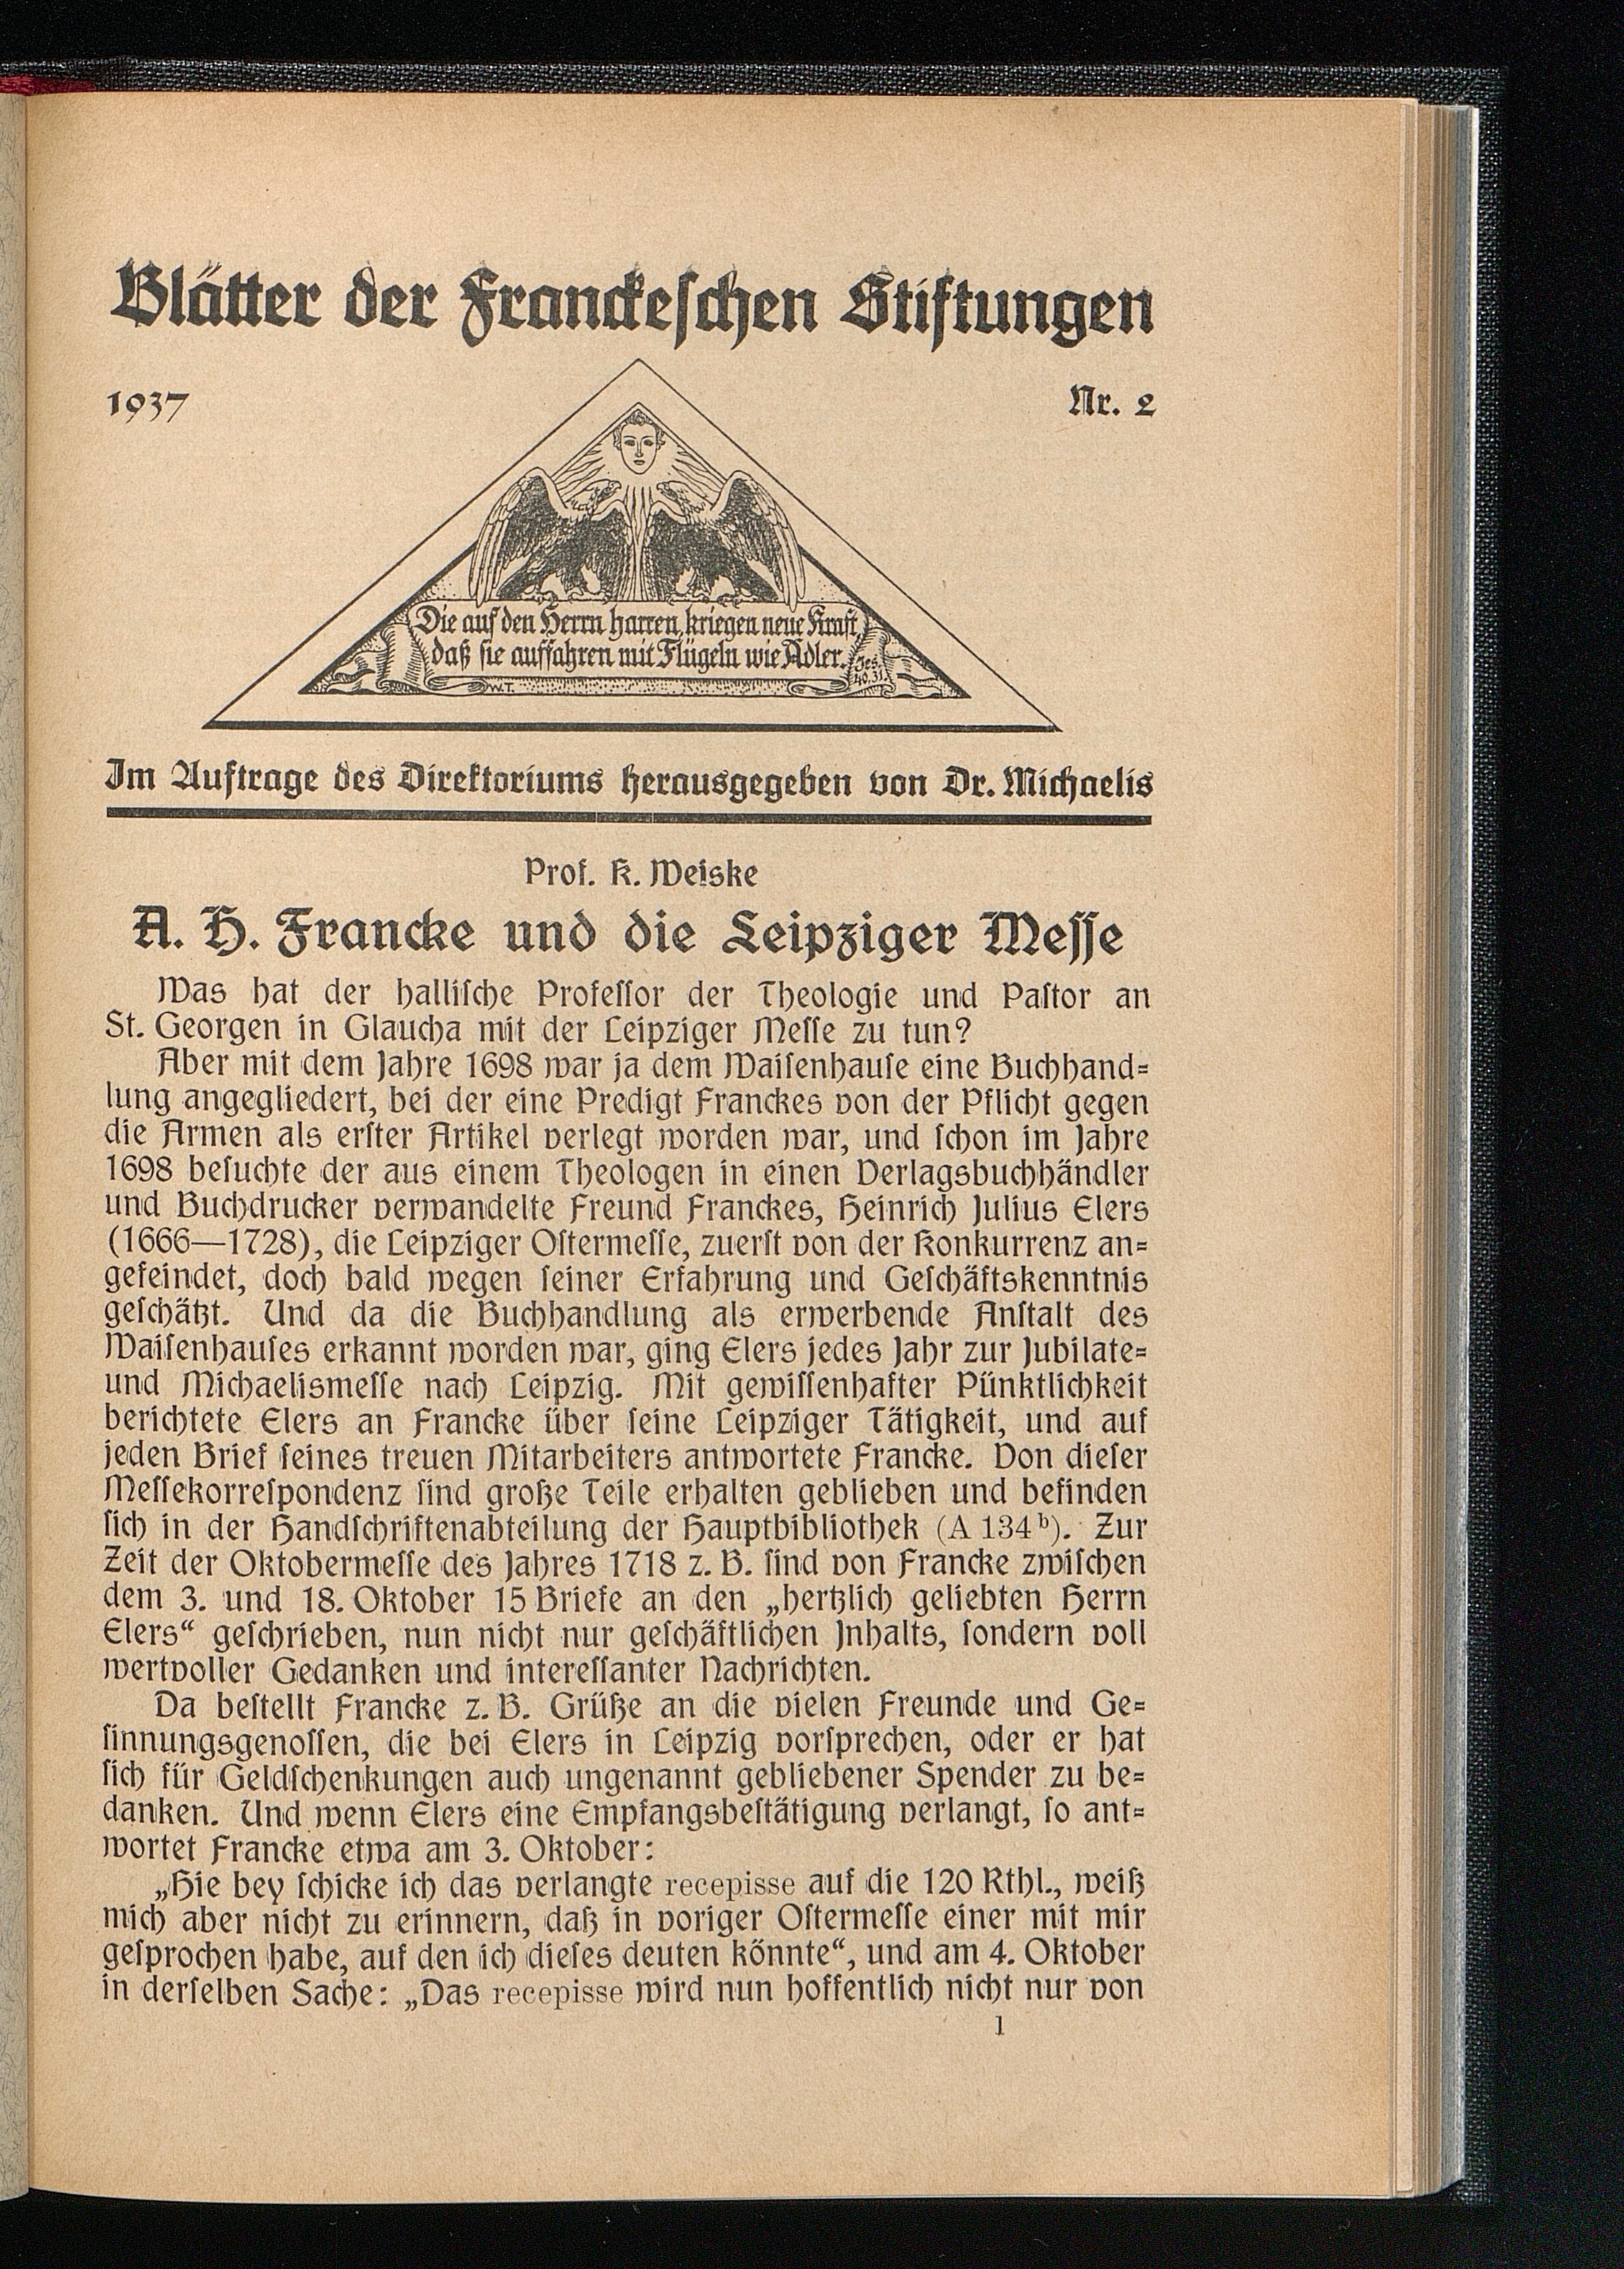 Blätter der Franckeschen Stiftungen
1937
Nr. 2
Die auf den Herrn harren, kriegen neue Kraft,
daß sie auffahren mit Flügeln wie Adler. Jes. 40.31.
W.T.
Im Auftrage des Direktoriums herausgegeben von Dr. Michaelis
Prof. K. Weiske
A. H. Francke und die Leipziger Messe
Was hat der hallische Professor der Theologie und Pastor an
St. Georgen in Glaucha mit der Leipziger Messe zu tun?
Aber mit dem Jahre 1698 war ja dem Waisenhause eine Buchhand-
lung angegliedert, bei der eine Predigt Franckes von der Pflicht gegen
die Armen als erster Artikel verlegt worden war, und schon im Jahre
1698 besuchte der aus einem Theologen in einen Verlagsbuchhändler
und Buchdrucker verwandelte Freund Franckes, Heinrich Julius Elers
(1666—1728), die Leipziger Ostermesse, zuerst von der Konkurrenz an-
gefeindet, doch bald wegen seiner Erfahrung und Geschäftskenntnis
geschätzt. Und da die Buchhandlung als erwerbende Anstalt des
Waisenhauses erkannt worden war, ging Elers jedes Jahr zur Jubilate-
und Michaelismesse nach Leipzig. Mit gewissenhafter Pünktlichkeit
berichtete Elers an Francke über seine Leipziger Tätigkeit, und auf
jeden Brief seines treuen Mitarbeiters antwortete Francke. Von dieser
Messekorrespondenz sind große Teile erhalten geblieben und befinden
sich in der Handschriftenabteilung der Hauptbibliothek (A 134ᵇ). Zur
Zeit der Oktobermesse des Jahres 1718 z. B. sind von Francke zwischen
dem 3. und 18. Oktober 15 Briefe an den „hertzlich geliebten Herrn
Elers“ geschrieben, nun nicht nur geschäftlichen Inhalts, sondern voll
wertvoller Gedanken und interessanter Nachrichten.
Da bestellt Francke z. B. Grüße an die vielen Freunde und Ge-
sinnungsgenossen, die bei Elers in Leipzig vorsprechen, oder er hat
sich für Geldschenkungen auch ungenannt gebliebener Spender zu be-
danken. Und wenn Elers eine Empfangsbestätigung verlangt, so ant-
wortet Francke etwa am 3. Oktober:
„Hie bey schicke ich das verlangte recepisse auf die 120 Rthl., weiß
mich aber nicht zu erinnern, daß in voriger Ostermesse einer mit mir
gesprochen habe, auf den ich dieses deuten könnte“, und am 4. Oktober
in derselben Sache: „Das recepisse wird nun hoffentlich nicht nur von
1